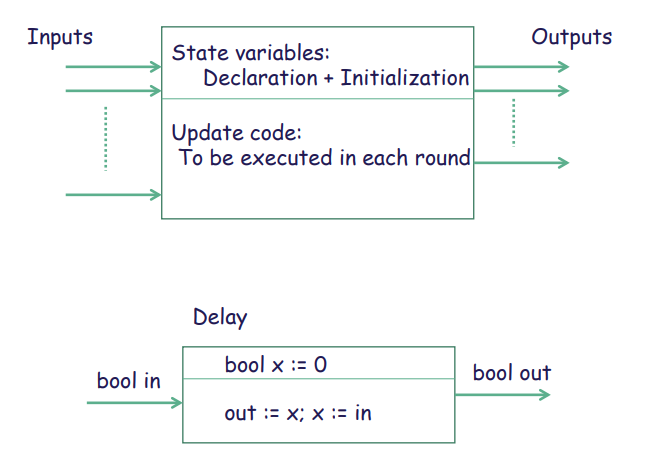 Inputs
Outputs
State variables:
Declaration + Initialization
Update code:
To be executed in each round
Delay
bool in
bool x := 0
out := x; x := in
bool out